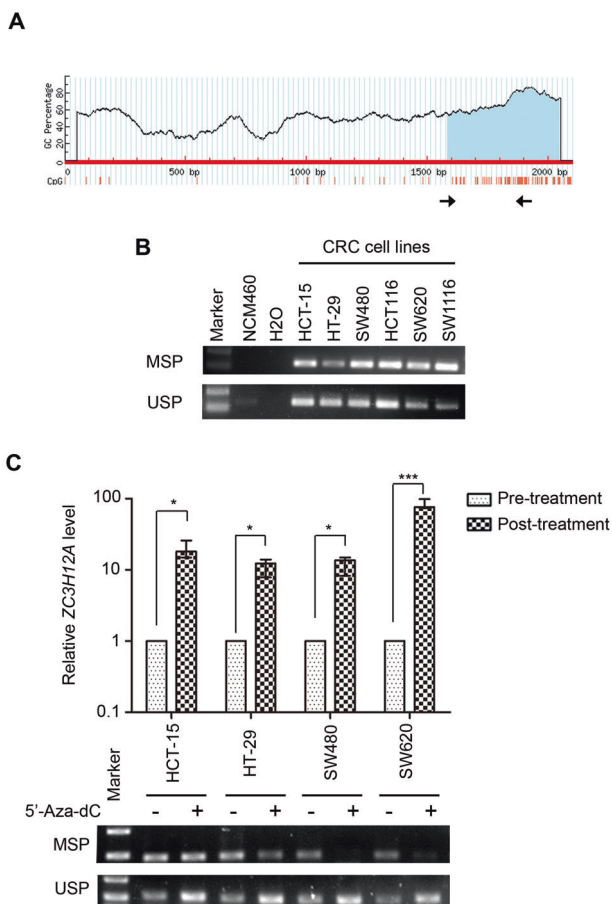 A
GC Percentage
0 20 40 60 80
0 500 bp 1000 bp 1500 bp 2000 bp
CpG
B
CRC cell lines
Marker NCM460 H2O HCT-15 HT-29 SW480 HCT116 SW620 SW1116
MSP
USP
C
Relative ZC3H12A level
100
10
1
0.1
* * * ***
Pre-treatment
Post-treatment
Marker HCT-15 HT-29 SW480 SW620
5'-Aza-dC - + - + - + - +
MSP
USP